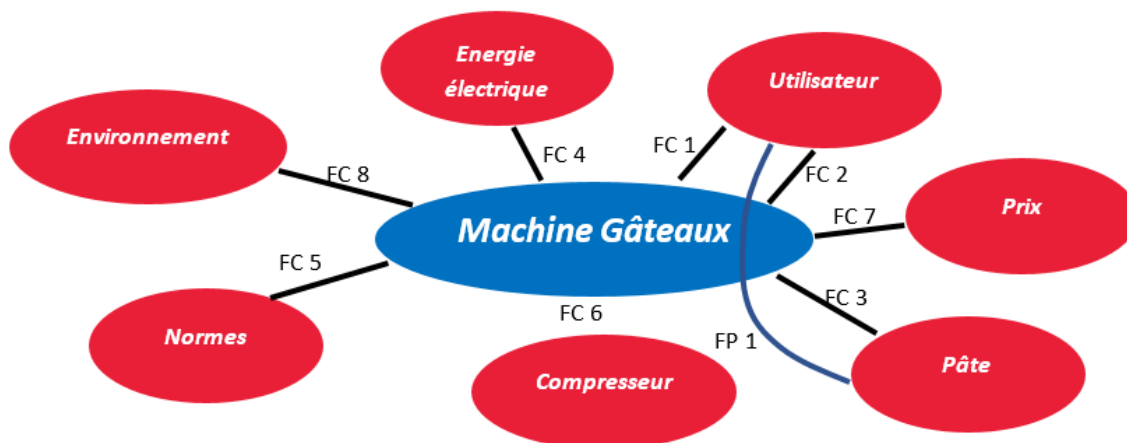 Energie
électrique
Utilisateur
Environnement
FC 1
FC 4
FC 2
FC 8
Prix
FC 7
Machine Gâteaux
FC 5
FC 3
FC 6
Normes
FP 1
Pâte
Compresseur